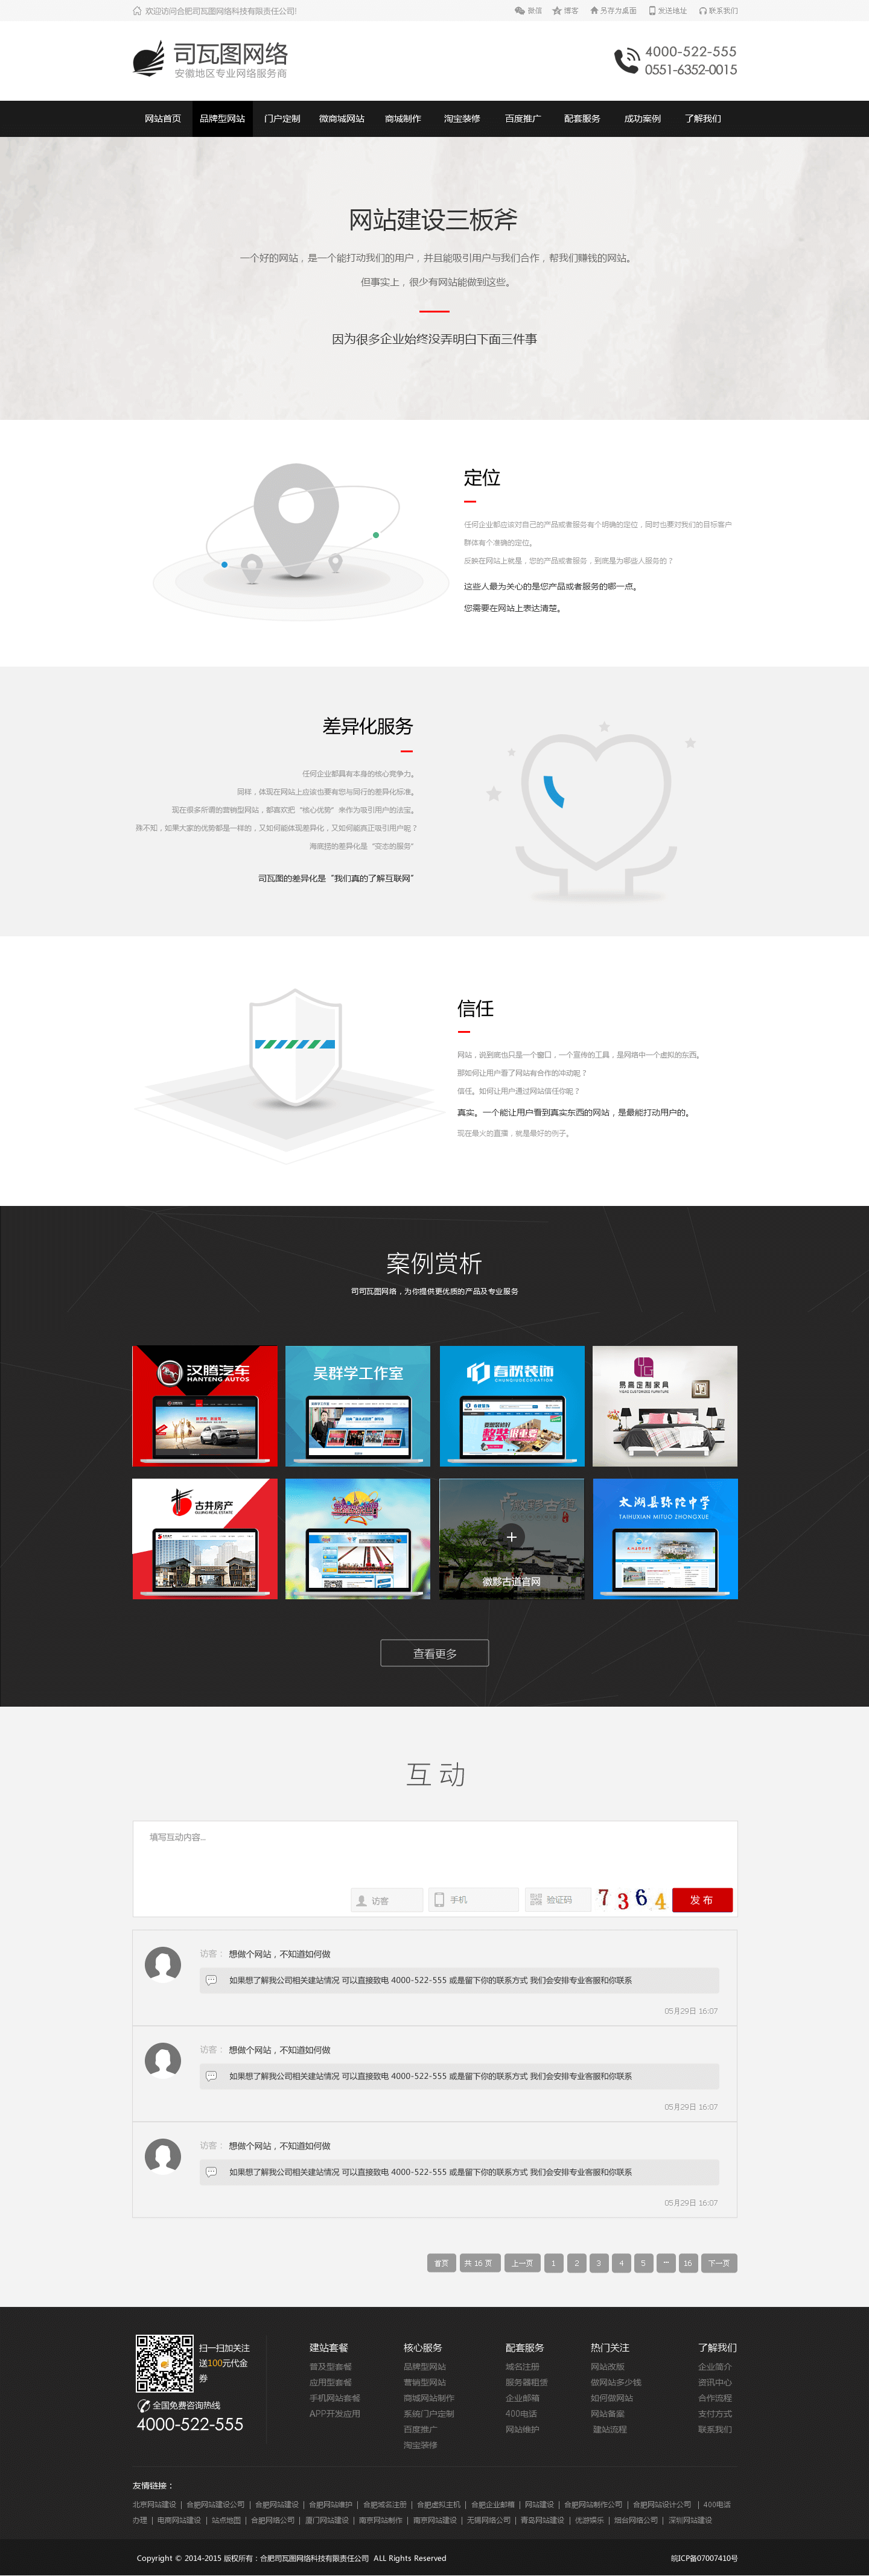 欢迎访问合肥司瓦图网络科技有限责任公司!
微信 博客 另存为桌面 发送地址 联系我们
司瓦图网络
安徽地区专业网络服务商
4000-522-555
0551-6352-0015
网站首页 品牌型网站 门户定制 微商城网站 商城制作 淘宝装修 百度推广 配套服务 成功案例 了解我们
网站建设三板斧
一个好的网站，是一个能打动我们的用户，并且能吸引用户与我们合作，帮我们赚钱的网站。
但事实上，很少有网站能做到这些。
因为很多企业始终没弄明白下面三件事
定位
任何企业都应该对自己的产品或者服务有个明确的定位，同时也要对我们的目标客户
群体有个准确的定位。
反映在网站上就是，您的产品或者服务，到底是为哪些人服务的？
这些人最为关心的是您产品或者服务的哪一点。
您需要在网站上表达清楚。
差异化服务
任何企业都具有本身的核心竞争力。
同样，体现在网站上应该也要有您与同行的差异化标准。
现在很多所谓的营销型网站，都喜欢把“核心优势”来作为吸引用户的法宝。
殊不知，如果大家的优势都是一样的，又如何能体现差异化，又如何能真正吸引用户呢？
海底捞的差异化是“变态的服务”
司瓦图的差异化是“我们真的了解互联网”
信任
网站，说到底也只是一个窗口，一个宣传的工具，是网络中一个虚拟的东西。
那如何让用户看了网站有合作的冲动呢？
信任。如何让用户通过网站信任你呢？
真实。一个能让用户看到真实东西的网站，是最能打动用户的。
现在最火的直播，就是最好的例子。
案例赏析
司司瓦图网络，为你提供更优质的产品及专业服务
汉腾汽车
HANTENG AUTOS
吴群学工作室
春秋装饰
CHUNQIUDECORATION
易高定制家具
YIGAO CUSTOMIZED FURNITURE
古井房产
GUJING REAL ESTATE
太湖县弥陀中学
TAIHUXIAN MITUO ZHONGXUE
徽黟古道官网
查看更多
互动
填写互动内容...
访客 手机 验证码 7364 发布
访客： 想做个网站，不知道如何做
如果想了解我公司相关建站情况 可以直接致电 4000-522-555 或是留下你的联系方式 我们会安排专业客服和你联系
05月29日 16:07
访客： 想做个网站，不知道如何做
如果想了解我公司相关建站情况 可以直接致电 4000-522-555 或是留下你的联系方式 我们会安排专业客服和你联系
05月29日 16:07
访客： 想做个网站，不知道如何做
如果想了解我公司相关建站情况 可以直接致电 4000-522-555 或是留下你的联系方式 我们会安排专业客服和你联系
05月29日 16:07
首页 共 16 页 上一页 1 2 3 4 5 ... 16 下一页
扫一扫加关注
送100元代金
券
全国免费咨询热线
4000-522-555
建站套餐
普及型套餐
应用型套餐
手机网站套餐
APP开发应用
核心服务
品牌型网站
营销型网站
商城网站制作
系统门户定制
百度推广
淘宝装修
配套服务
域名注册
服务器租赁
企业邮箱
400电话
网站维护
热门关注
网站改版
做网站多少钱
如何做网站
网站备案
建站流程
了解我们
企业简介
资讯中心
合作流程
支付方式
联系我们
友情链接：
北京网站建设 | 合肥网站建设公司 | 合肥网站建设 | 合肥网站维护 | 合肥域名注册 | 合肥虚拟主机 | 合肥企业邮箱 | 网站建设 | 合肥网站制作公司 | 合肥网站设计公司 | 400电话
办理 | 电商网站建设 | 站点地图 | 合肥网络公司 | 厦门网站建设 | 南京网站制作 | 南京网站建设 | 无锡网络公司 | 青岛网站建设 | 优游娱乐 | 烟台网络公司 | 深圳网站建设
Copyright © 2014-2015 版权所有：合肥司瓦图网络科技有限责任公司 ALL Rights Reserved
皖ICP备07007410号